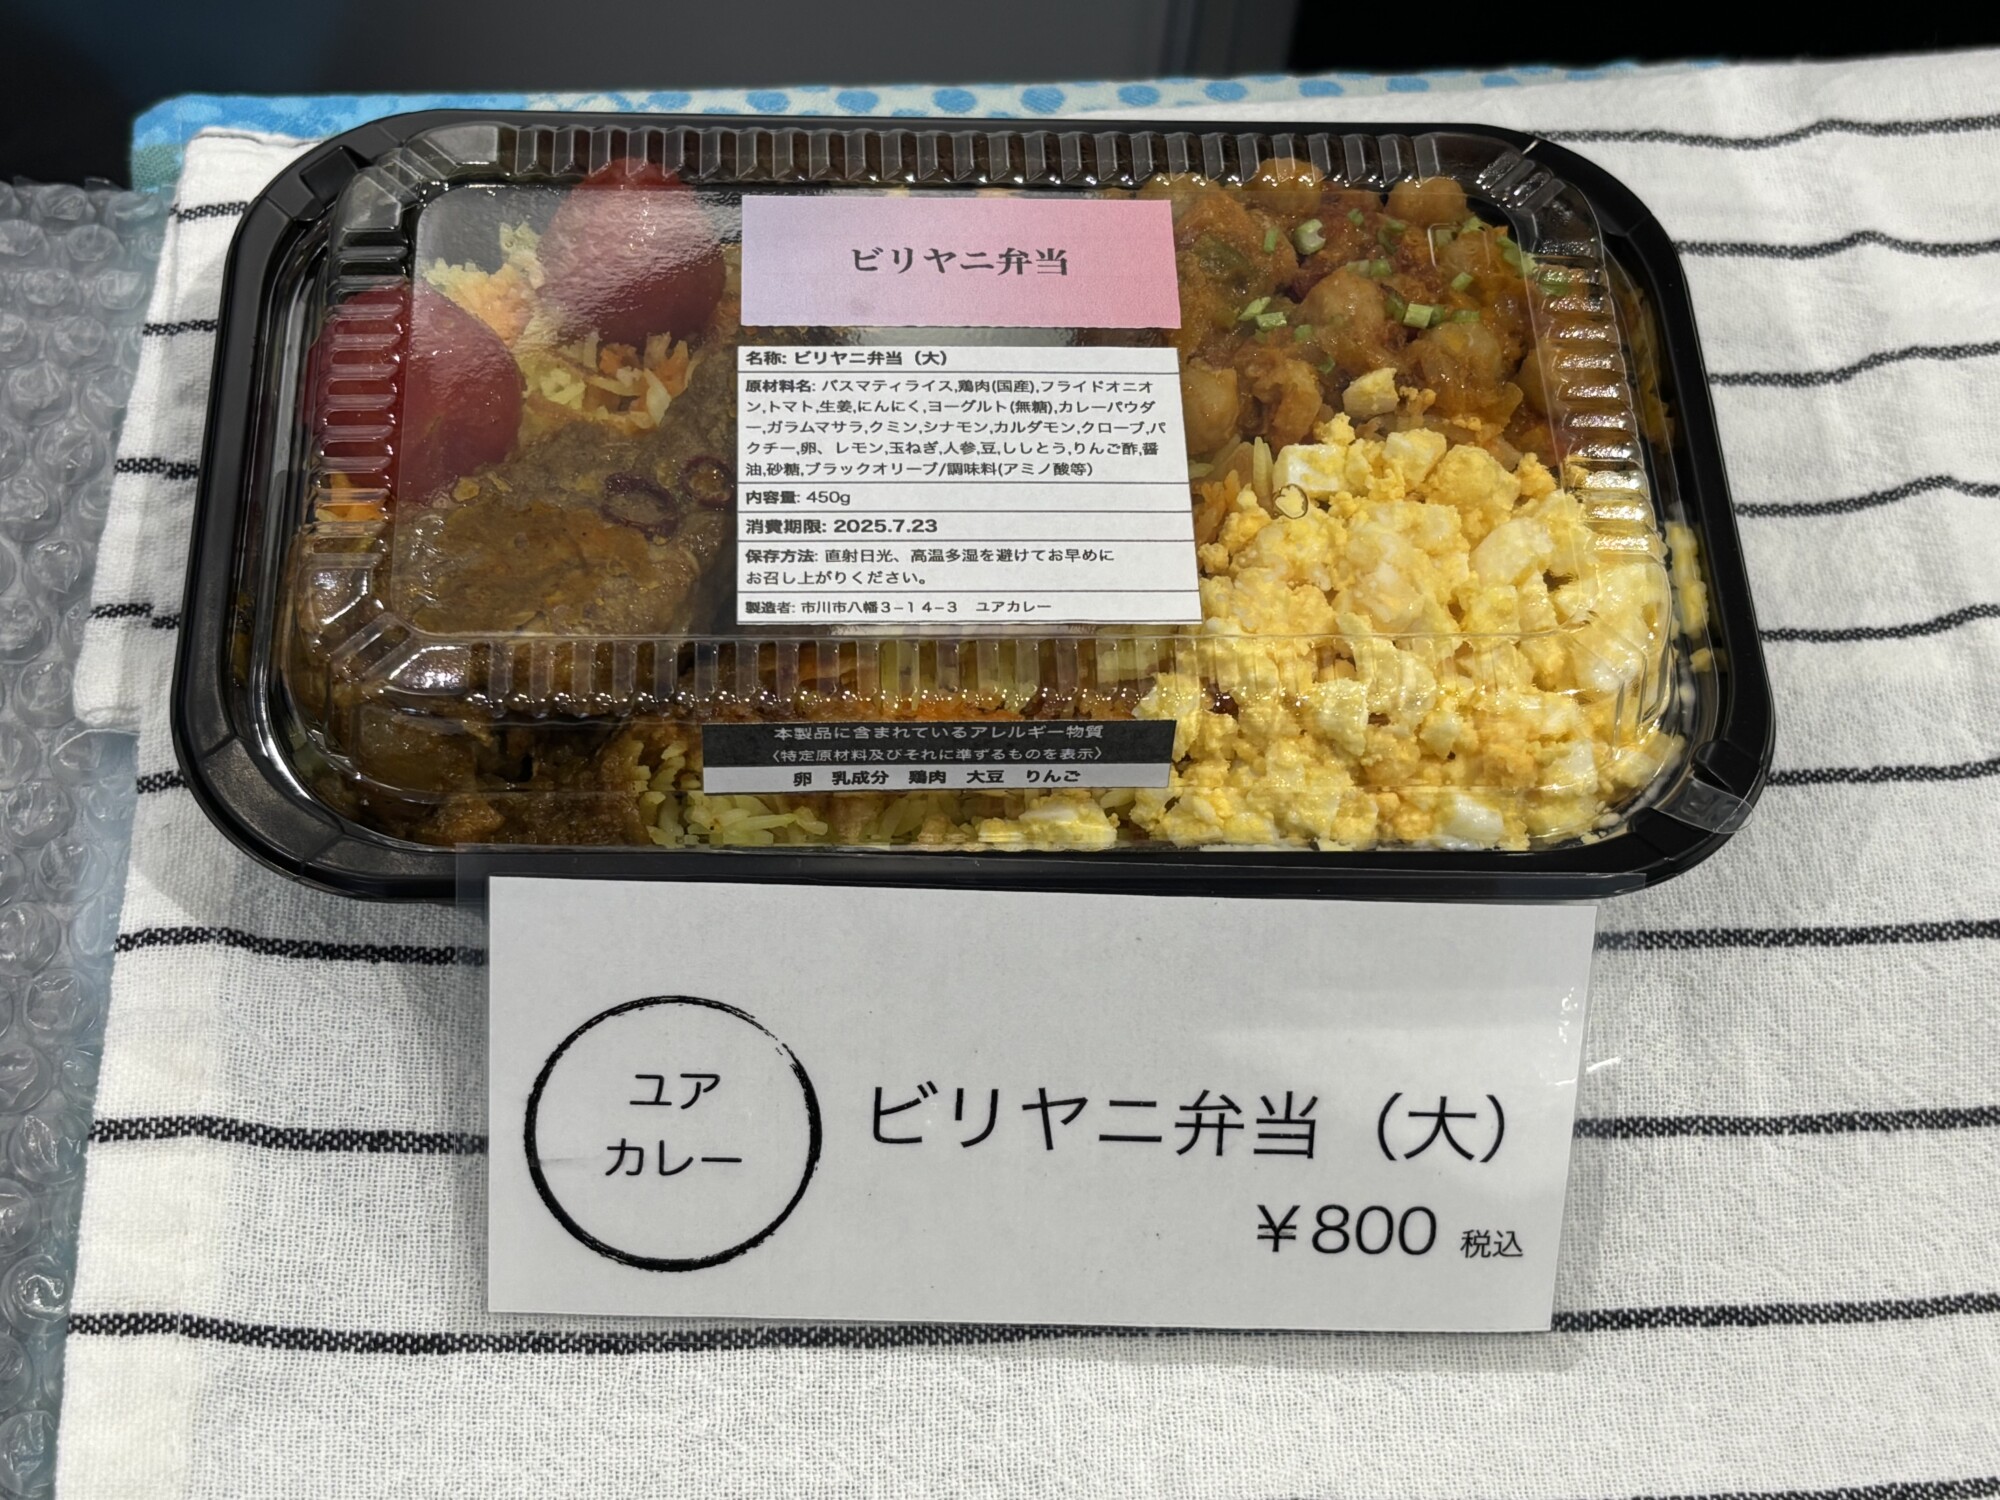 ビリヤニ弁当
名称: ビリヤニ弁当（大）
原材料名: バスマティライス,鶏肉(国産),フライドオニオ
ン,トマト,生姜,にんにく,ヨーグルト(無糖),カレーパウダ
ー,ガラムマサラ,クミン,シナモン,カルダモン,クローブ,パ
クチー,卵、レモン,玉ねぎ,人参,豆,ししとう,りんご酢,醤
油,砂糖,ブラックオリーブ/調味料(アミノ酸等)
内容量: 450g
消費期限: 2025.7.23
保存方法: 直射日光、高温多湿を避けてお早めに
お召し上がりください。
製造者: 市川市八幡３−１４−３　ユアカレー
本製品に含まれているアレルギー物質
〈特定原材料及びそれに準ずるものを表示〉
卵　乳成分　鶏肉　大豆　りんご
ユア
カレー
ビリヤニ弁当（大）
￥800 税込